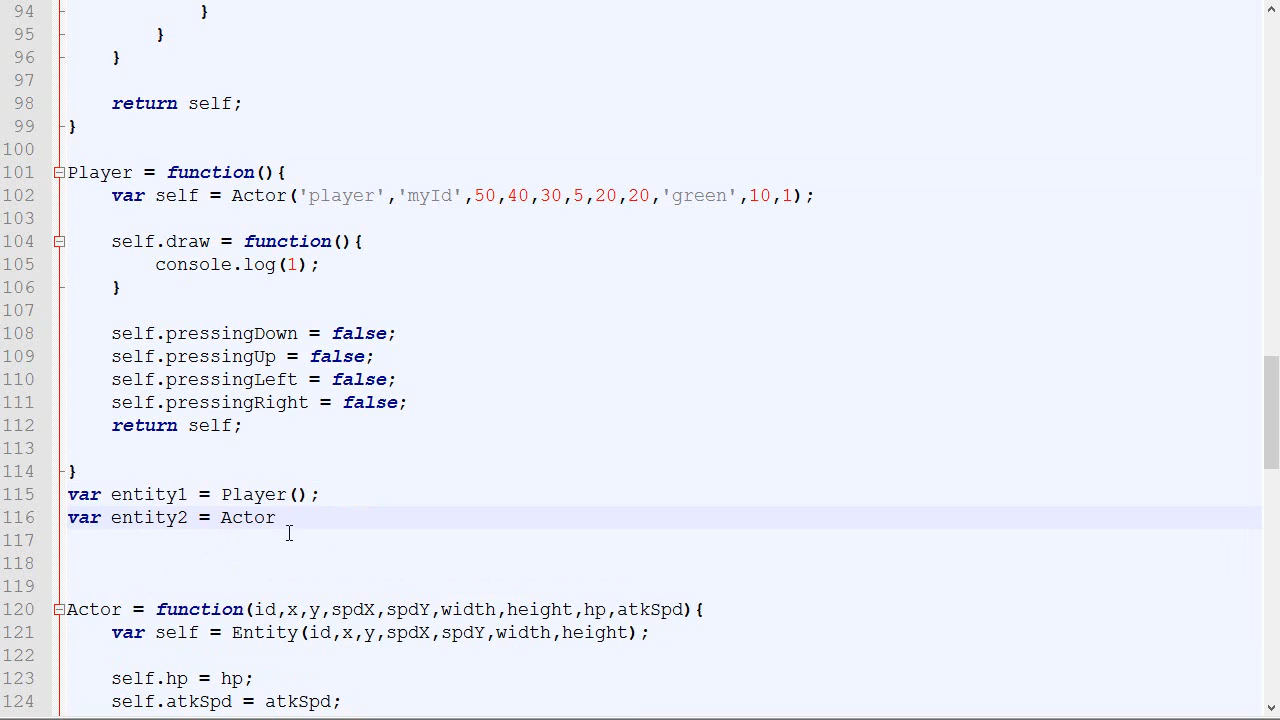 94 }
95 }
96 }
97
98 return self;
99 }
100
101 Player = function(){
102 var self = Actor('player','myId',50,40,30,5,20,20,'green',10,1);
103
104 self.draw = function(){
105 console.log(1);
106 }
107
108 self.pressingDown = false;
109 self.pressingUp = false;
110 self.pressingLeft = false;
111 self.pressingRight = false;
112 return self;
113
114 }
115 var entity1 = Player();
116 var entity2 = Actor
117
118
119
120 Actor = function(id,x,y,spdX,spdY,width,height,hp,atkSpd){
121 var self = Entity(id,x,y,spdX,spdY,width,height);
122
123 self.hp = hp;
124 self.atkSpd = atkSpd;